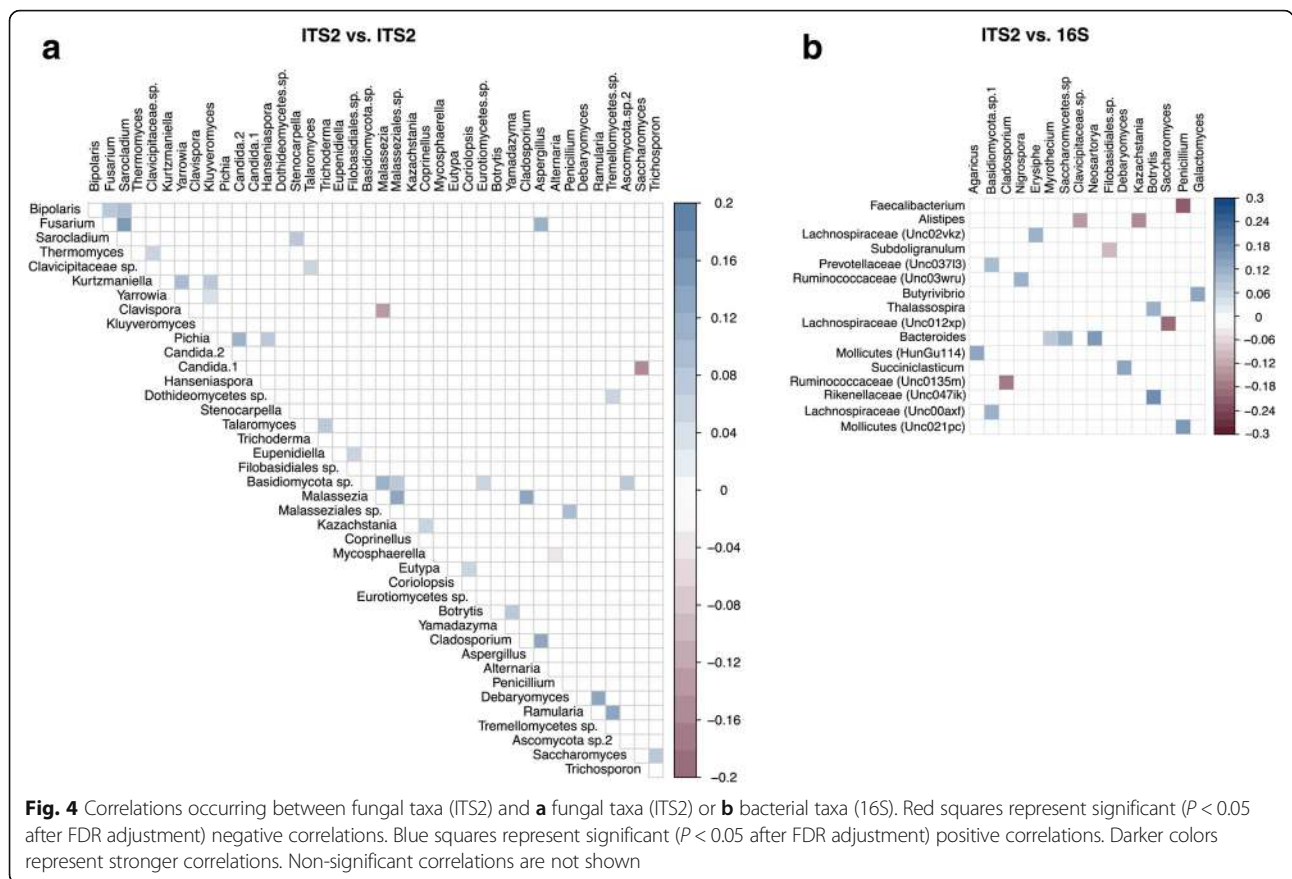 a
ITS2 vs. ITS2
Bipolaris
Fusarium
Sarocladium
Thermomyces
Clavicipitaceae.sp.
Kurtzmaniella
Yarrowia
Clavispora
Kluyveromyces
Pichia
Candida.2
Candida.1
Hanseniaspora
Dothideomycetes.sp.
Stenocarpella
Talaromyces
Trichoderma
Eupenidiella
Filobasidiales.sp.
Basidiomycota.sp.
Malassezia
Malasseziales.sp.
Kazachstania
Coprinellus
Mycosphaerella
Eutypa
Coriolopsis
Eurotiomycetes.sp.
Botrytis
Yamadazyma
Cladosporium
Aspergillus
Alternaria
Penicillium
Debaryomyces
Ramularia
Tremellomycetes.sp.
Ascomycota.sp.2
Saccharomyces
Trichosporon
Bipolaris
Fusarium
Sarocladium
Thermomyces
Clavicipitaceae sp.
Kurtzmaniella
Yarrowia
Clavispora
Kluyveromyces
Pichia
Candida.2
Candida.1
Hanseniaspora
Dothideomycetes sp.
Stenocarpella
Talaromyces
Trichoderma
Eupenidiella
Filobasidiales sp.
Basidiomycota sp.
Malassezia
Malasseziales sp.
Kazachstania
Coprinellus
Mycosphaerella
Eutypa
Coriolopsis
Eurotiomycetes sp.
Botrytis
Yamadazyma
Cladosporium
Aspergillus
Alternaria
Penicillium
Debaryomyces
Ramularia
Tremellomycetes sp.
Ascomycota sp.2
Saccharomyces
Trichosporon
0.2
0.16
0.12
0.08
0.04
0
−0.04
−0.08
−0.12
−0.16
−0.2
b
ITS2 vs. 16S
Agaricus
Basidiomycota.sp.1
Cladosporium
Nigrospora
Erysiphe
Myrothecium
Saccharomycetes.sp
Clavicipitaceae.sp.
Neosartorya
Filobasidiales.sp.
Debaryomyces
Kazachstania
Botrytis
Saccharomyces
Penicillium
Galactomyces
Faecalibacterium
Alistipes
Lachnospiraceae (Unc02vkz)
Subdoligranulum
Prevotellaceae (Unc037l3)
Ruminococcaceae (Unc03wru)
Butyrivibrio
Thalassospira
Lachnospiraceae (Unc012xp)
Bacteroides
Mollicutes (HunGu114)
Succiniclasticum
Ruminococcaceae (Unc0135m)
Rikenellaceae (Unc047ik)
Lachnospiraceae (Unc00axf)
Mollicutes (Unc021pc)
0.3
0.24
0.18
0.12
0.06
0
−0.06
−0.12
−0.18
−0.24
−0.3
Fig. 4 Correlations occurring between fungal taxa (ITS2) and a fungal taxa (ITS2) or b bacterial taxa (16S). Red squares represent significant (P < 0.05
after FDR adjustment) negative correlations. Blue squares represent significant (P < 0.05 after FDR adjustment) positive correlations. Darker colors
represent stronger correlations. Non-significant correlations are not shown